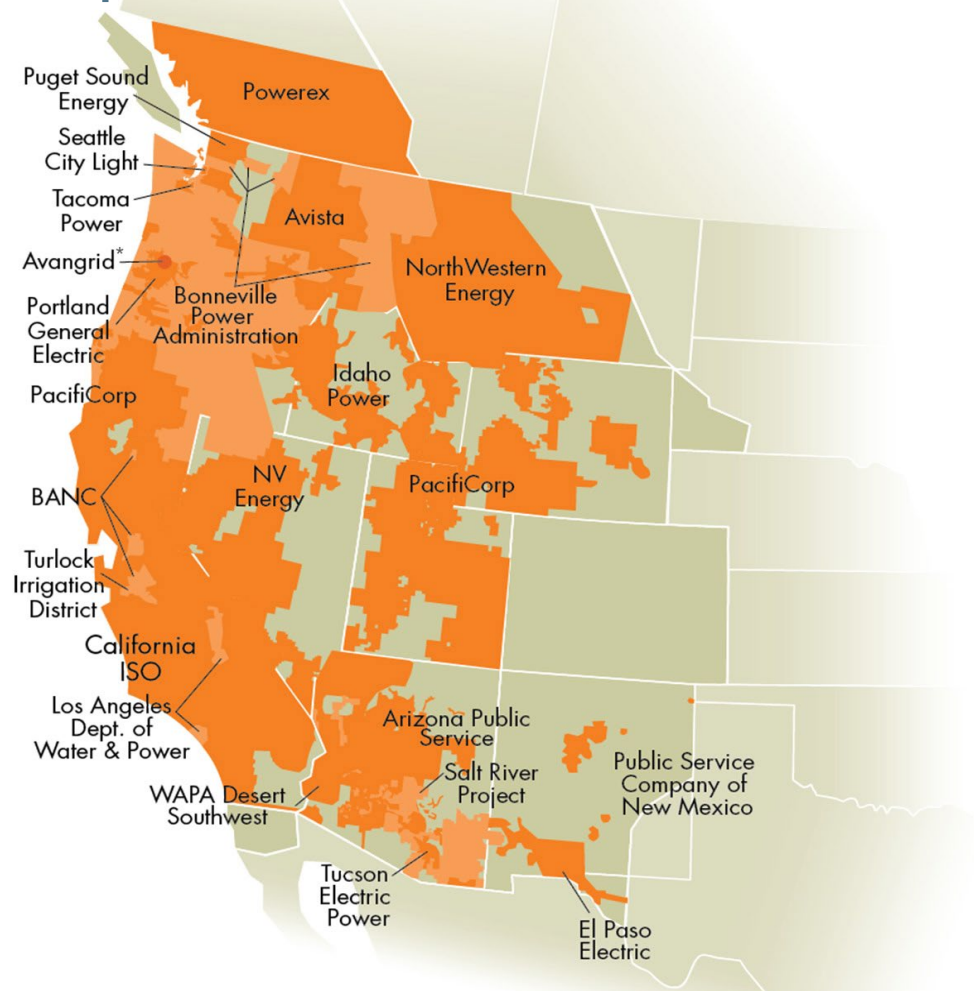 Powerex
Puget Sound
Energy
Seattle
City Light
Tacoma
Power
Avista
Avangrid*
NorthWestern
Energy
Bonneville
Power
Administration
Portland
General
Electric
PacifiCorp
Idaho
Power
NV
Energy
PacifiCorp
BANC
Turlock
Irrigation
District
California
ISO
Los Angeles
Dept. of
Water & Power
Arizona Public
Service
Salt River
Project
Public Service
Company of
New Mexico
WAPA Desert
Southwest
Tucson
Electric
Power
El Paso
Electric